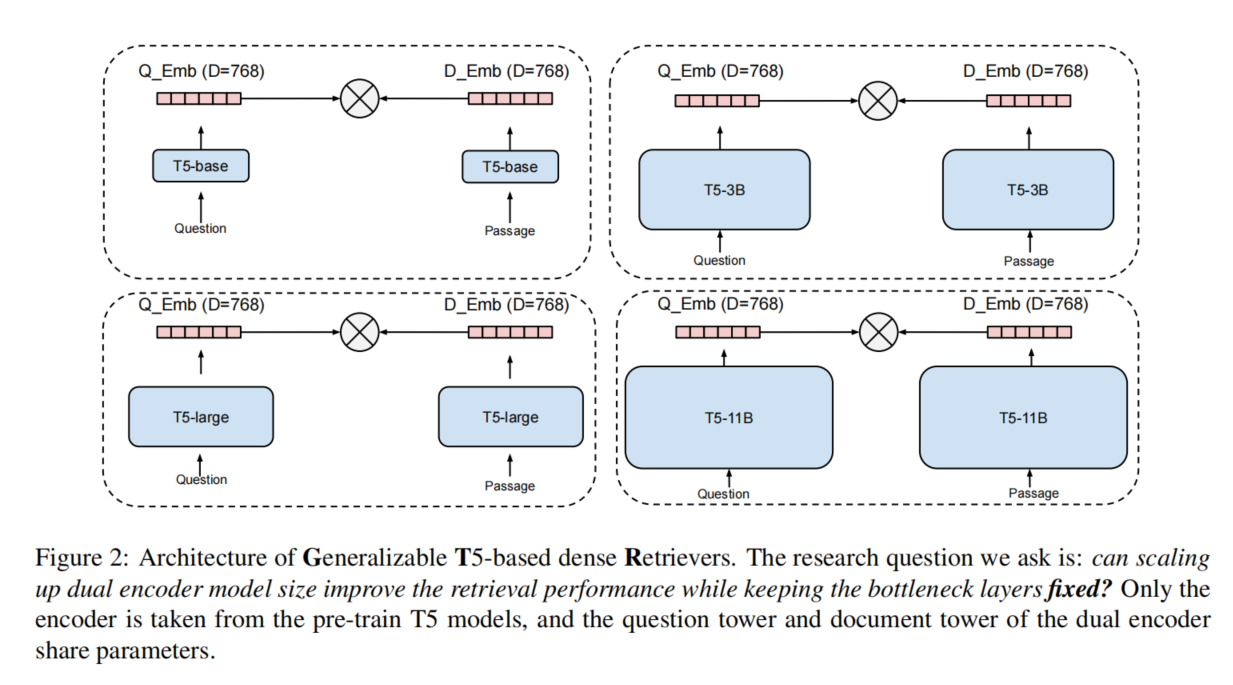 Q_Emb (D=768)
D_Emb (D=768)
T5-base
T5-base
Question
Passage
Q_Emb (D=768)
D_Emb (D=768)
T5-3B
T5-3B
Question
Passage
Q_Emb (D=768)
D_Emb (D=768)
T5-large
T5-large
Question
Passage
Q_Emb (D=768)
D_Emb (D=768)
T5-11B
T5-11B
Question
Passage
Figure 2: Architecture of Generalizable T5-based dense Retrievers. The research question we ask is: can scaling
up dual encoder model size improve the retrieval performance while keeping the bottleneck layers fixed? Only the
encoder is taken from the pre-train T5 models, and the question tower and document tower of the dual encoder
share parameters.